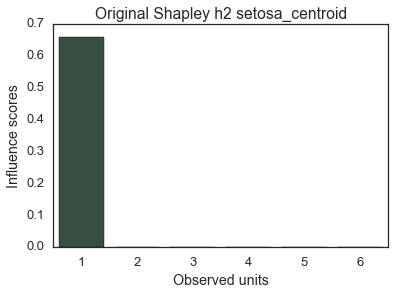 Original Shapley h2 setosa_centroid
0.7
0.6
0.5
0.4
0.3
0.2
0.1
0.0
Influence scores
1 2 3 4 5 6
Observed units